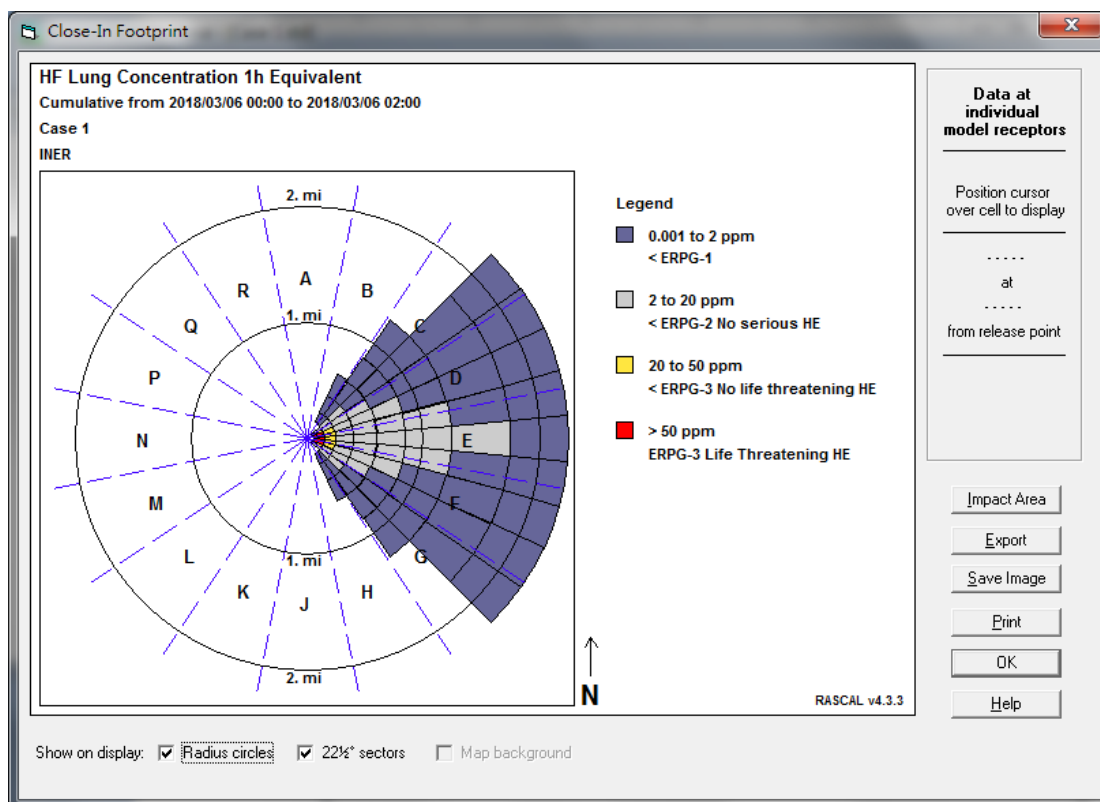 Close-In Footprint
HF Lung Concentration 1h Equivalent
Cumulative from 2018/03/06 00:00 to 2018/03/06 02:00
Case 1
INER
2. mi
A
B
C
D
E
F
G
H
J
K
L
M
N
P
Q
R
1. mi
1. mi
2. mi
Legend
0.001 to 2 ppm
< ERPG-1
2 to 20 ppm
< ERPG-2 No serious HE
20 to 50 ppm
< ERPG-3 No life threatening HE
> 50 ppm
ERPG-3 Life Threatening HE
N
RASCAL v4.3.3
Data at
individual
model receptors
Position cursor
over cell to display
- - - - -
at
- - - - -
from release point
Impact Area
Export
Save Image
Print
OK
Help
Show on display: Radius circles 22½° sectors Map background